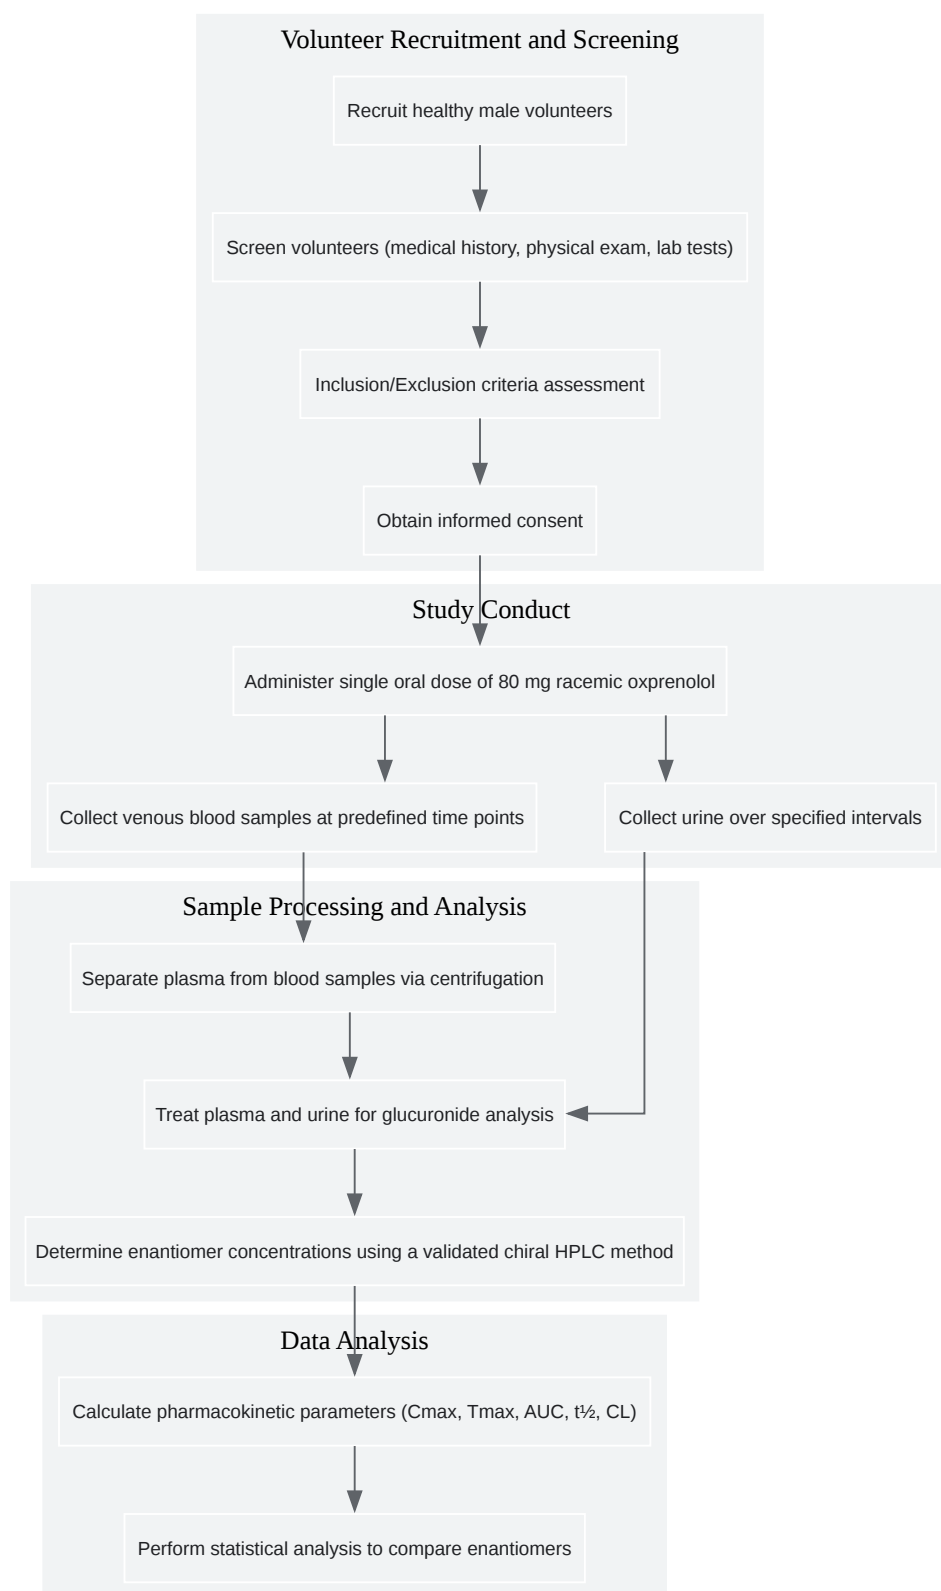 Volunteer Recruitment and Screening
Recruit healthy male volunteers
Screen volunteers (medical history, physical exam, lab tests)
Inclusion/Exclusion criteria assessment
Obtain informed consent
Study Conduct
Administer single oral dose of 80 mg racemic oxprenolol
Collect venous blood samples at predefined time points
Collect urine over specified intervals
Sample Processing and Analysis
Separate plasma from blood samples via centrifugation
Treat plasma and urine for glucuronide analysis
Determine enantiomer concentrations using a validated chiral HPLC method
Data Analysis
Calculate pharmacokinetic parameters (Cmax, Tmax, AUC, t½, CL)
Perform statistical analysis to compare enantiomers